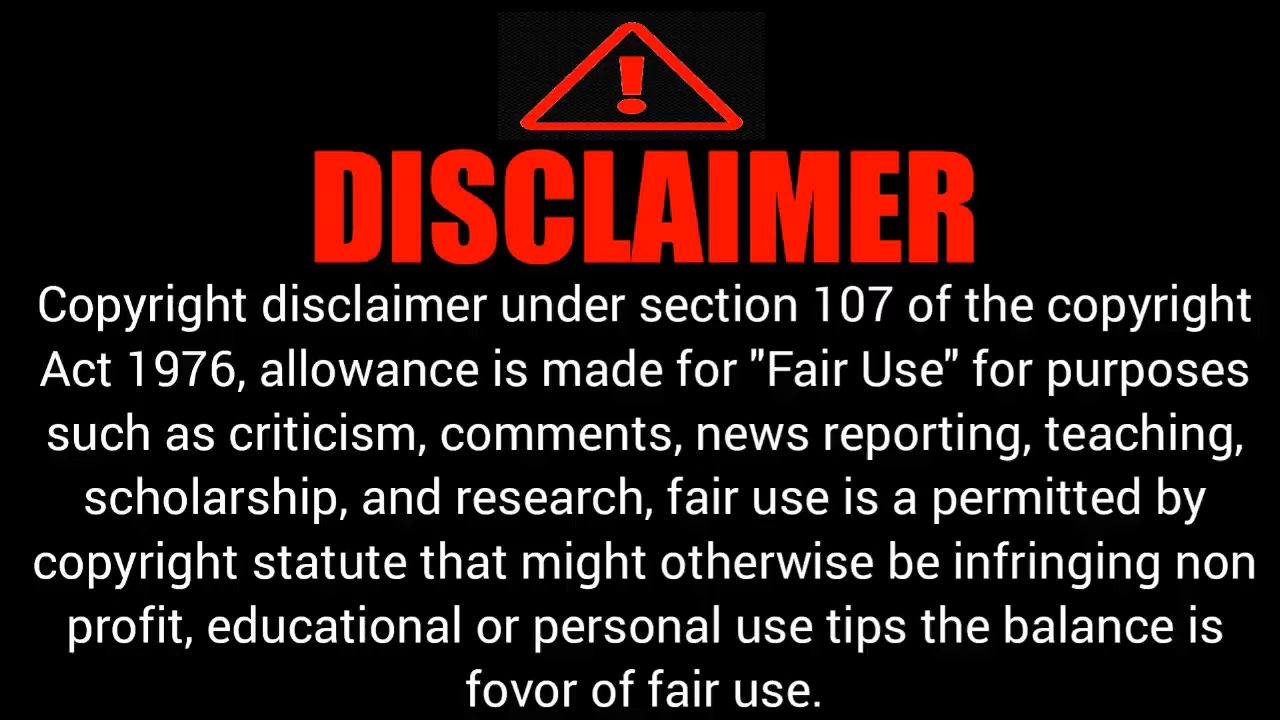 DISCLAIMER
Copyright disclaimer under section 107 of the copyright
Act 1976, allowance is made for "Fair Use" for purposes
such as criticism, comments, news reporting, teaching,
scholarship, and research, fair use is a permitted by
copyright statute that might otherwise be infringing non
profit, educational or personal use tips the balance is
fovor of fair use.